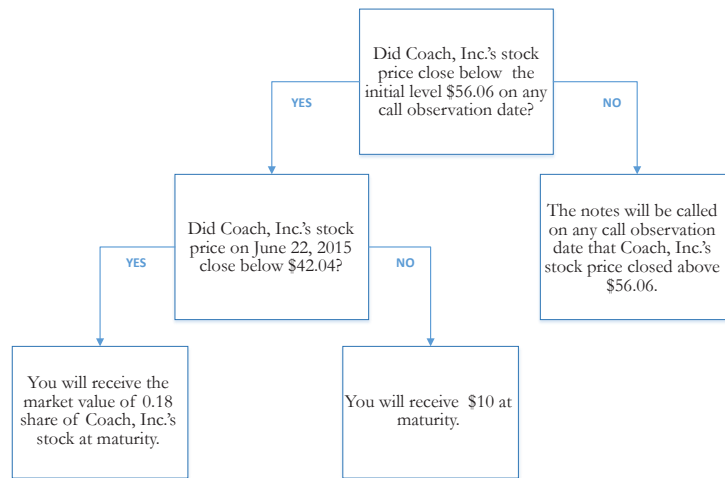 Did Coach, Inc.'s stock
price close below the
initial level $56.06 on any
call observation date?
YES
NO
Did Coach, Inc.'s stock
price on June 22, 2015
close below $42.04?
The notes will be called
on any call observation
date that Coach, Inc.'s
stock price closed above
$56.06.
YES
NO
You will receive the
market value of 0.18
share of Coach, Inc.'s
stock at maturity.
You will receive $10 at
maturity.